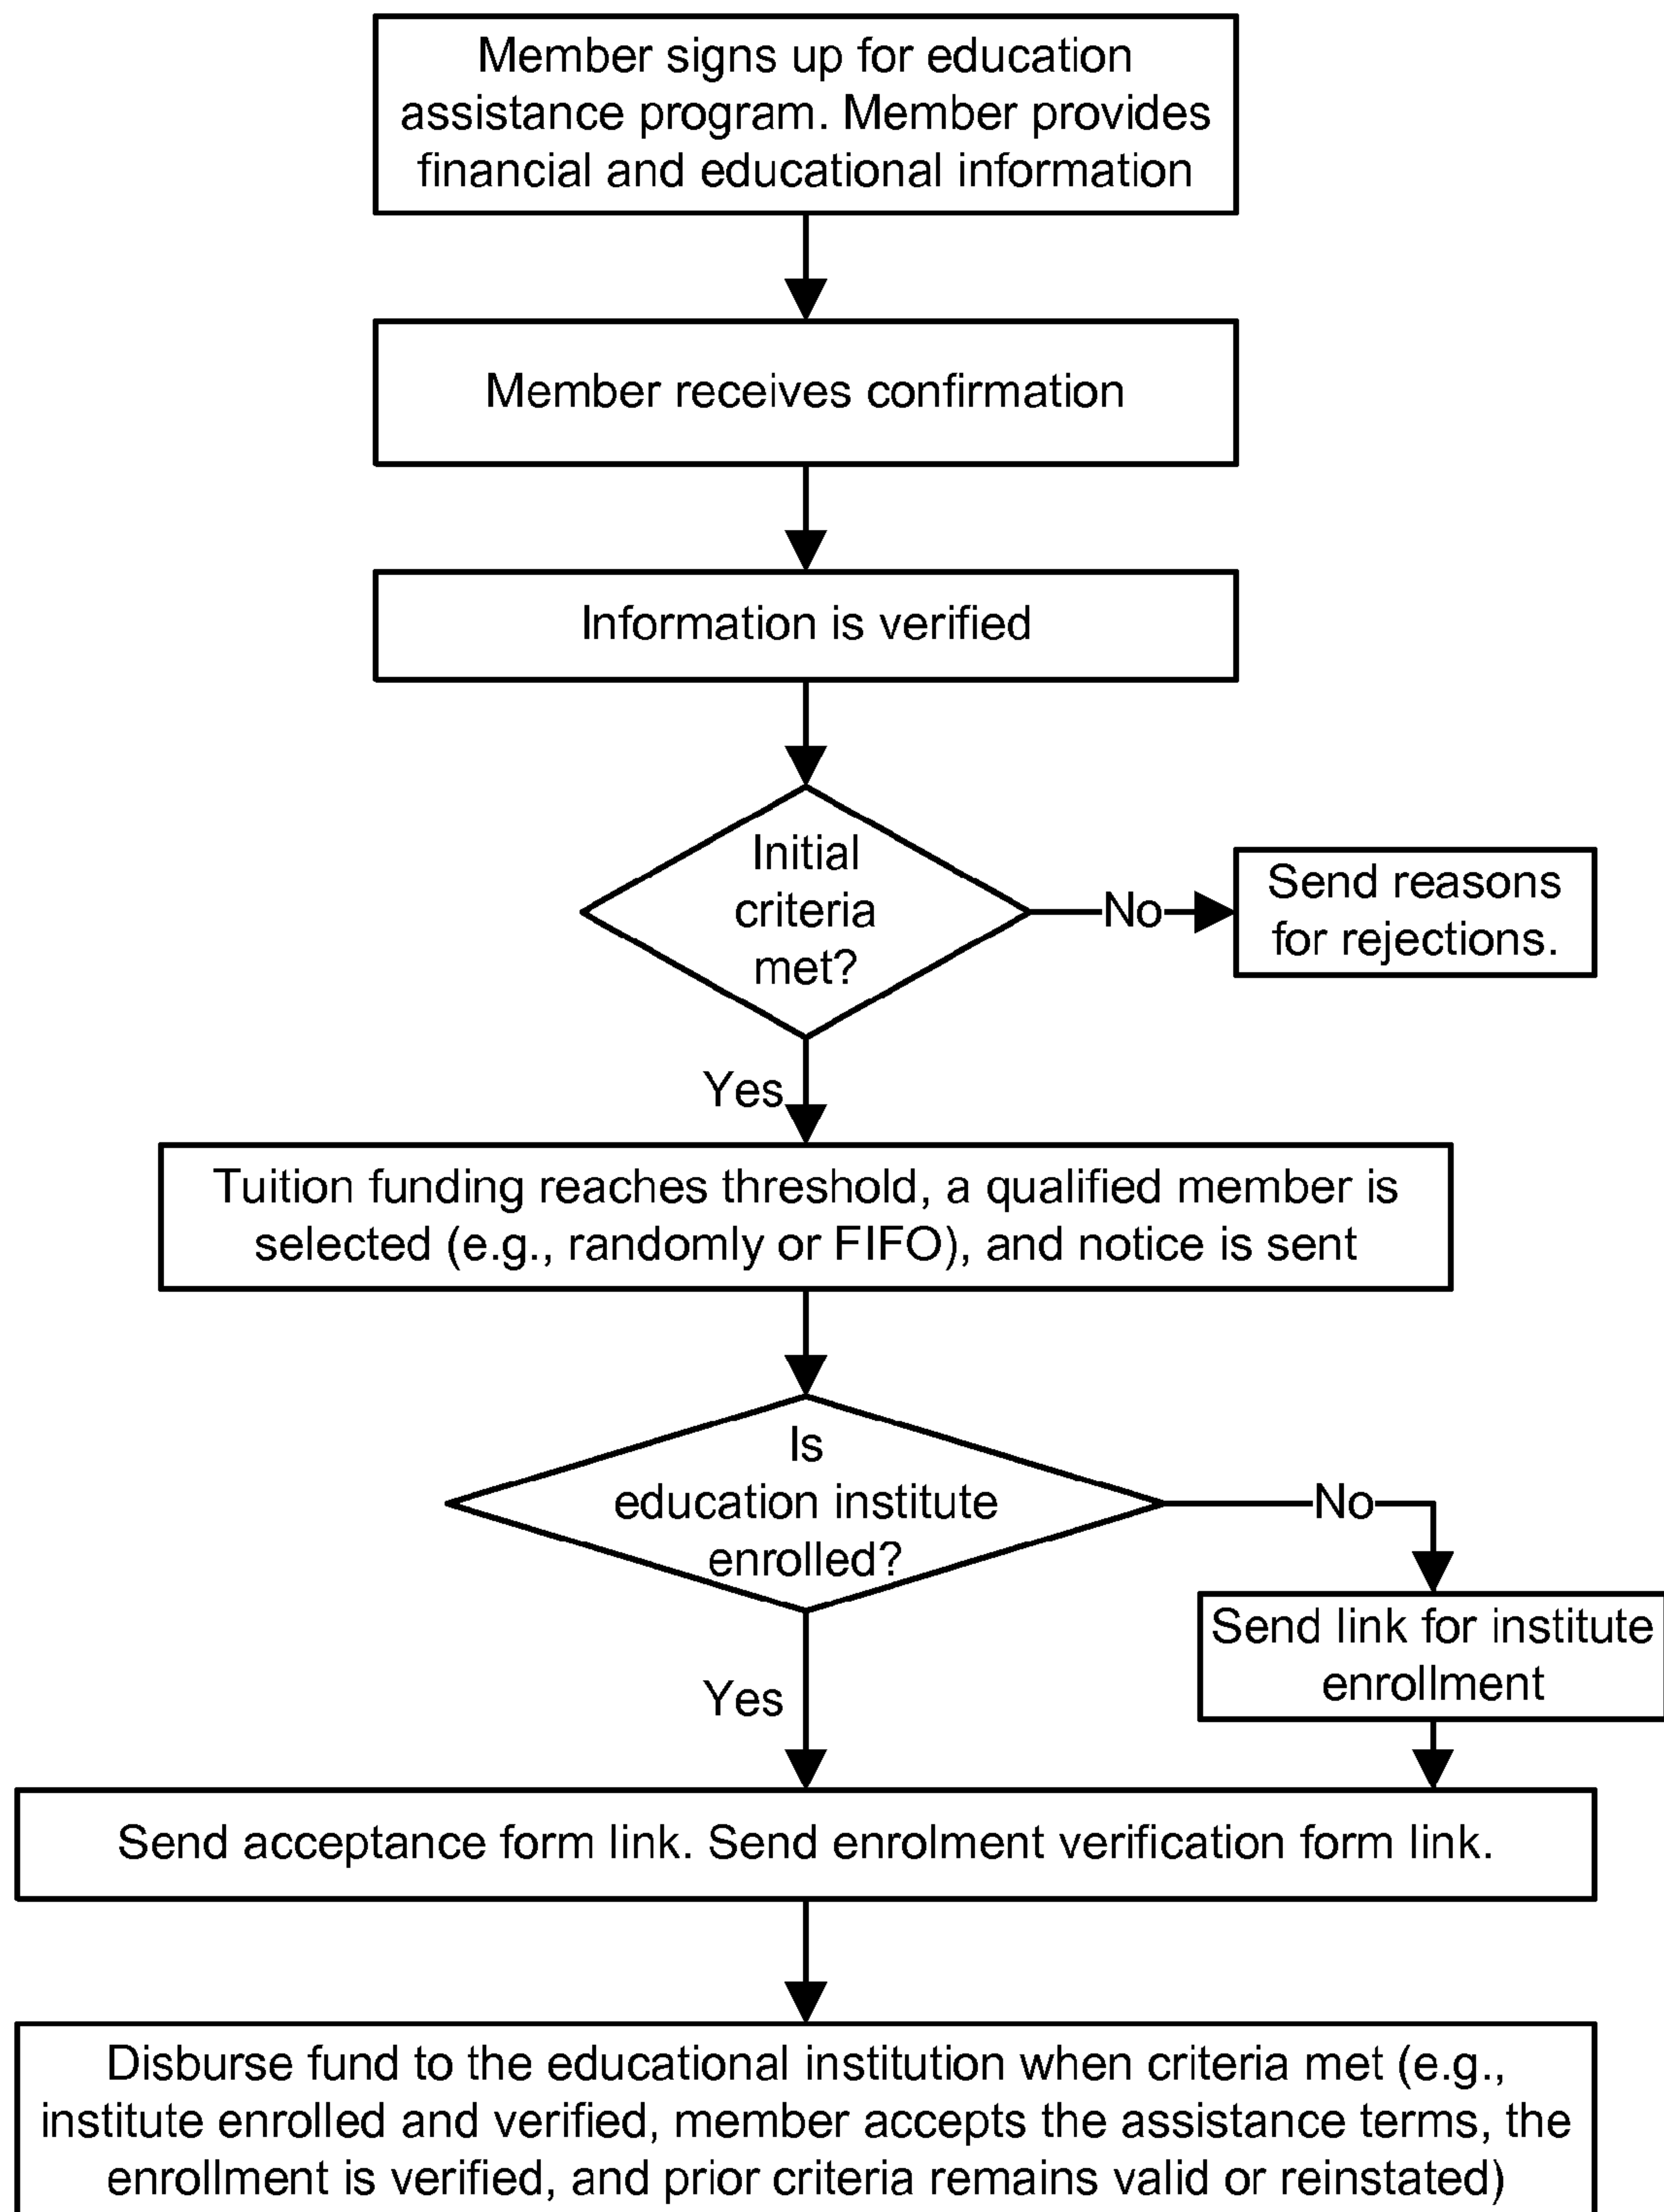 Member signs up for education
assistance program. Member provides
financial and educational information
Member receives confirmation
Information is verified
Initial
criteria
met?
No
Send reasons
for rejections.
Yes
Tuition funding reaches threshold, a qualified member is
selected (e.g., randomly or FIFO), and notice is sent
Is
education institute
enrolled?
No
Send link for institute
enrollment
Yes
Send acceptance form link. Send enrolment verification form link.
Disburse fund to the educational institution when criteria met (e.g.,
institute enrolled and verified, member accepts the assistance terms, the
enrollment is verified, and prior criteria remains valid or reinstated)